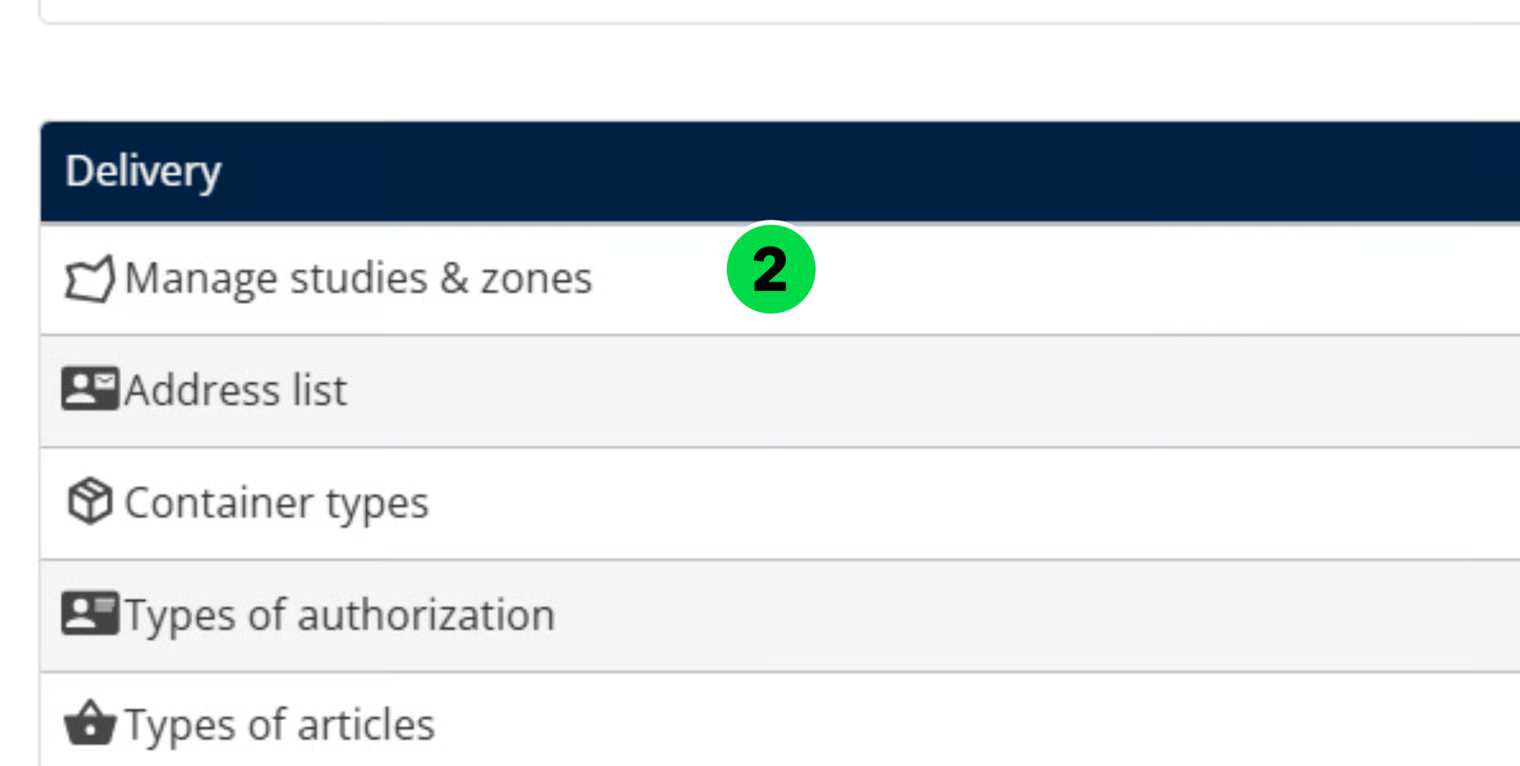 Delivery
Manage studies & zones
2
Address list
Container types
Types of authorization
Types of articles